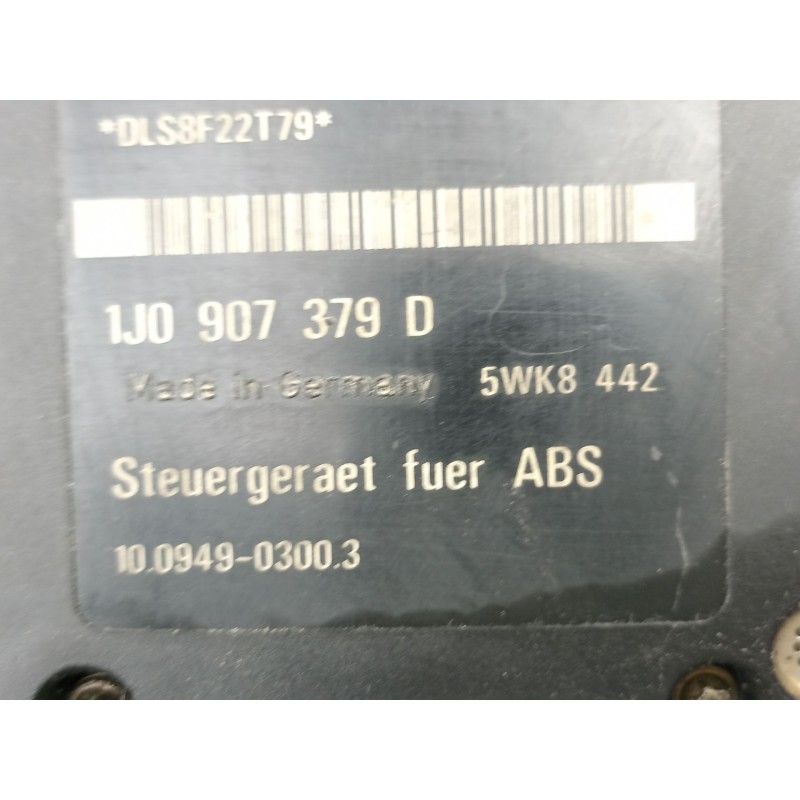 *DLS8F22T79*
1J0 907 379 D
Made in Germany 5WK8 442
Steuergeraet fuer ABS
10.0949-0300.3